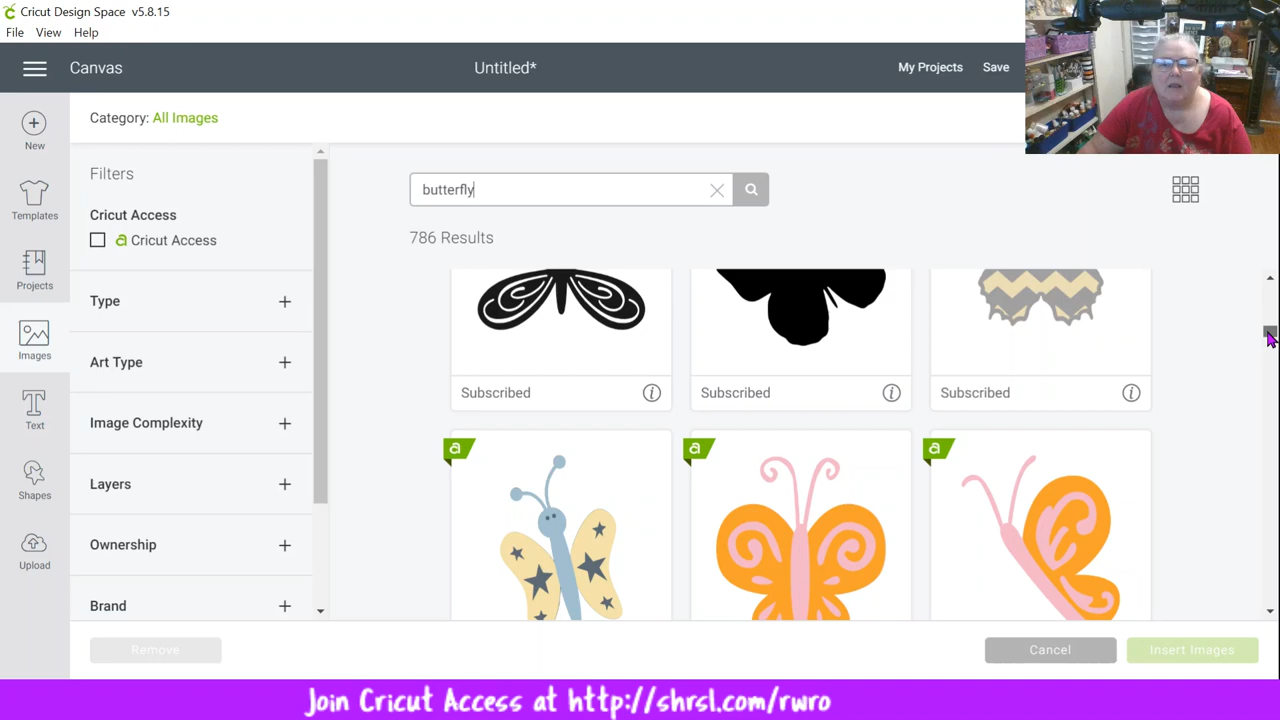 Cricut Design Space v5.8.15
File View Help
Canvas Untitled* My Projects Save
New
Templates
Projects
Images
Text
Shapes
Upload
Category: All Images
Filters
Cricut Access
a Cricut Access
Type +
Art Type +
Image Complexity +
Layers +
Ownership +
Brand +
butterfly
786 Results
Subscribed i
Subscribed i
Subscribed i
a
a
a
Remove
Cancel Insert Images
Join Cricut Access at http://shrsl.com/rwro